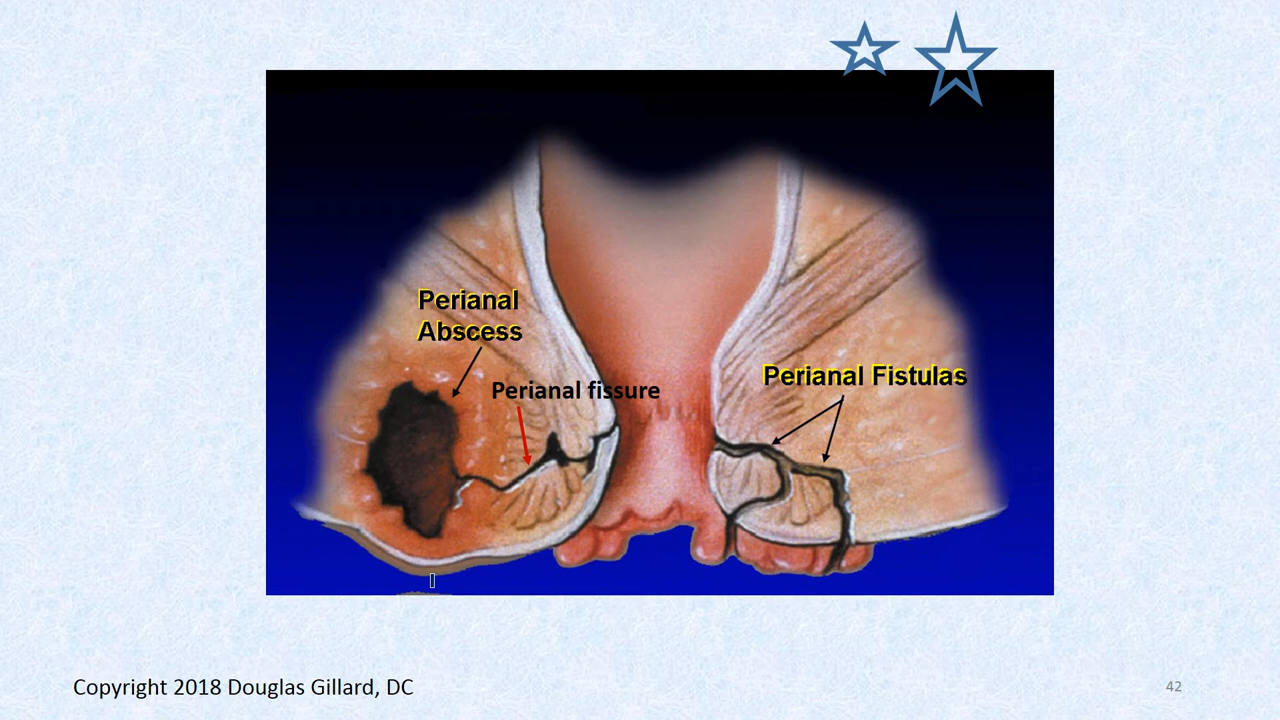 Perianal
Abscess
Perianal fissure
Perianal Fistulas
Copyright 2018 Douglas Gillard, DC
42